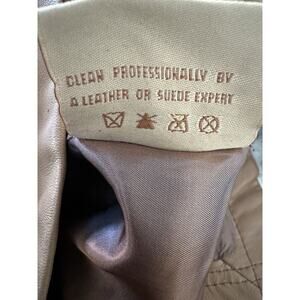 CLEAN PROFESSIONALLY BY
A LEATHER OR SUEDE EXPERT